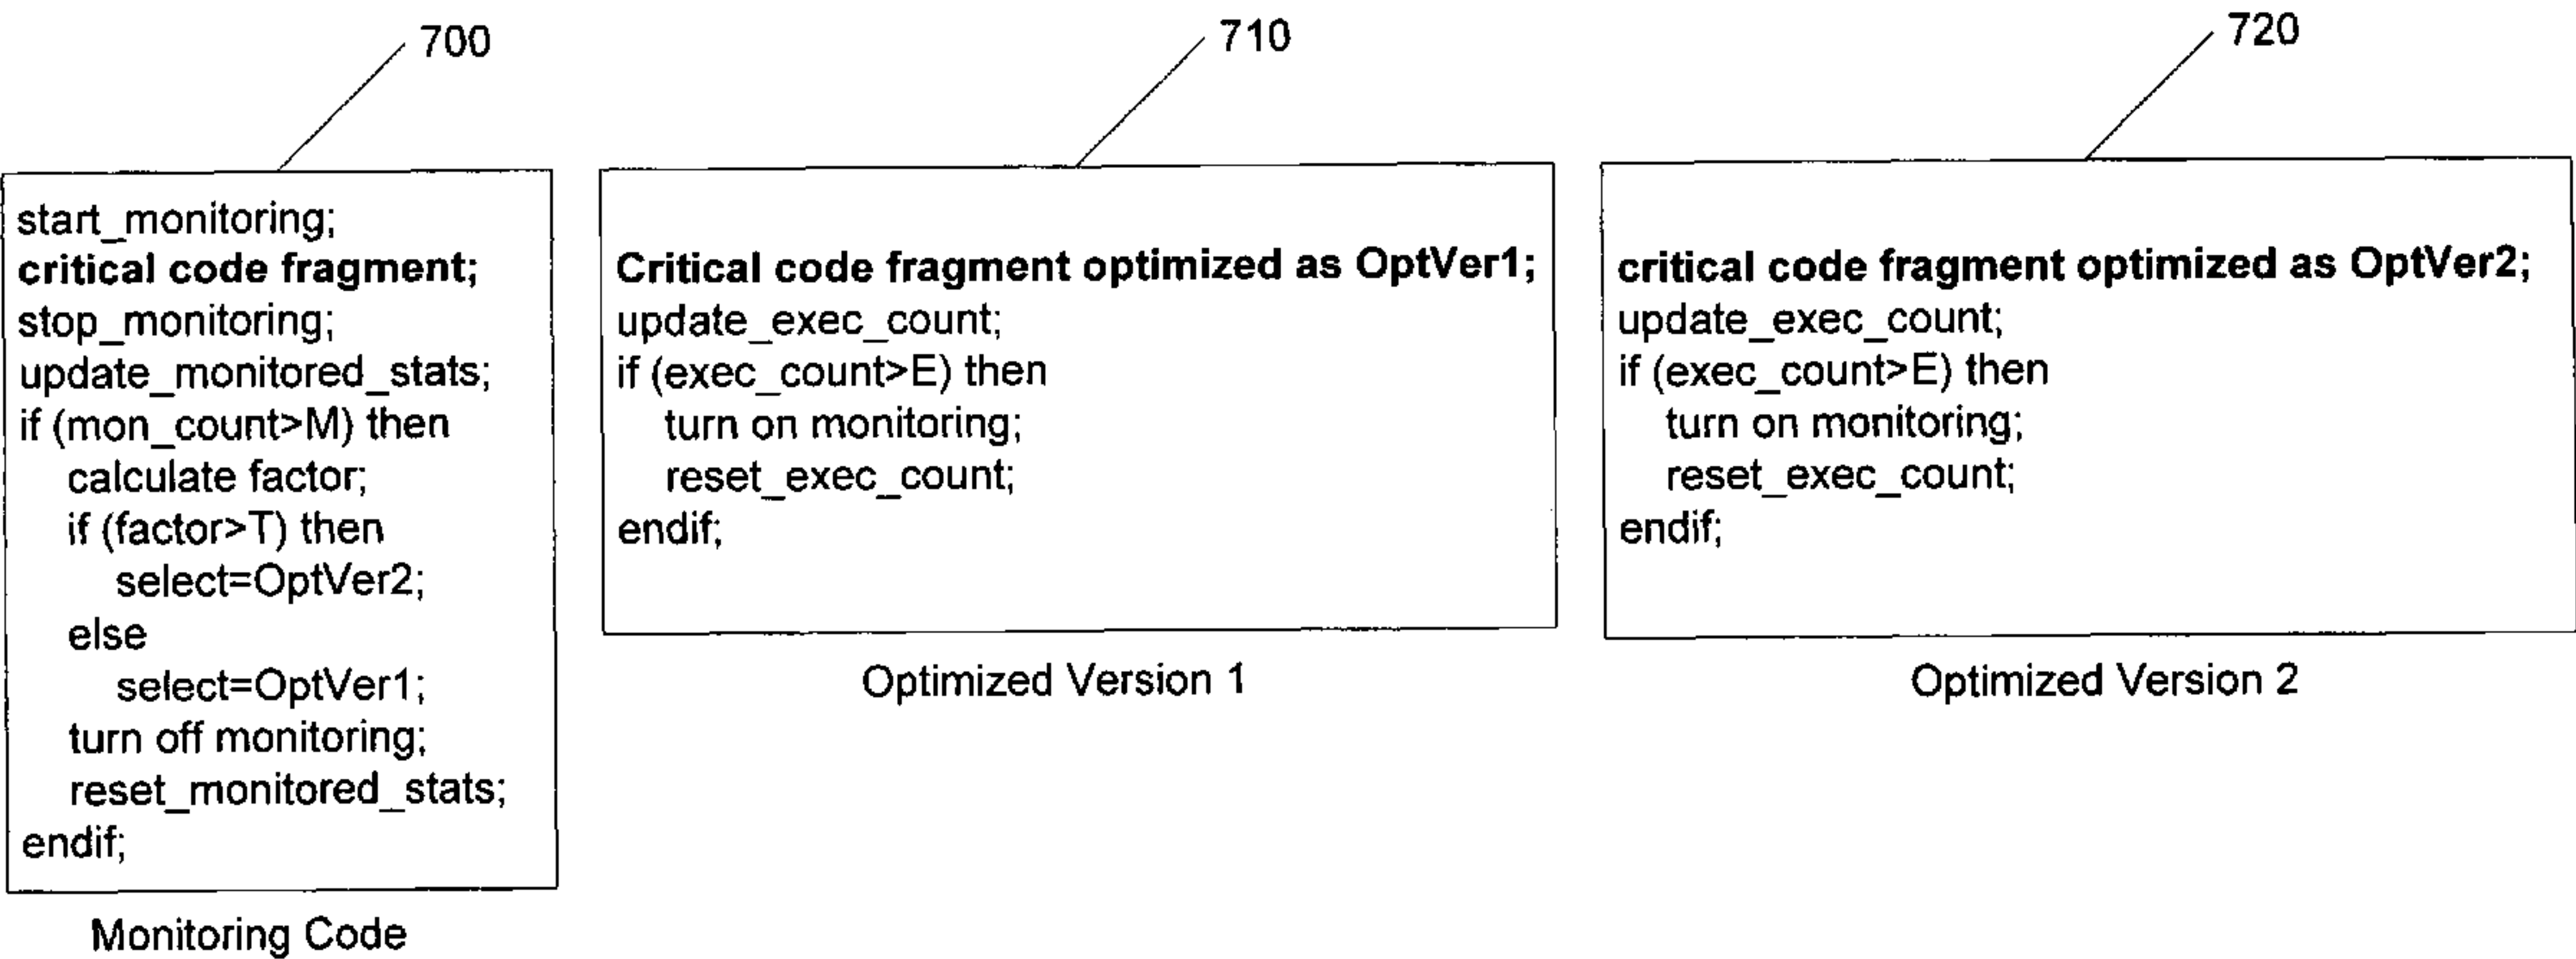 700
start_monitoring;
critical code fragment;
stop_monitoring;
update_monitored_stats;
if (mon_count>M) then
calculate factor;
if (factor>T) then
select=OptVer2;
else
select=OptVer1;
turn off monitoring;
reset_monitored_stats;
endif;
Monitoring Code
710
Critical code fragment optimized as OptVer1;
update_exec_count;
if (exec_count>E) then
turn on monitoring;
reset_exec_count;
endif;
Optimized Version 1
720
critical code fragment optimized as OptVer2;
update_exec_count;
if (exec_count>E) then
turn on monitoring;
reset_exec_count;
endif;
Optimized Version 2